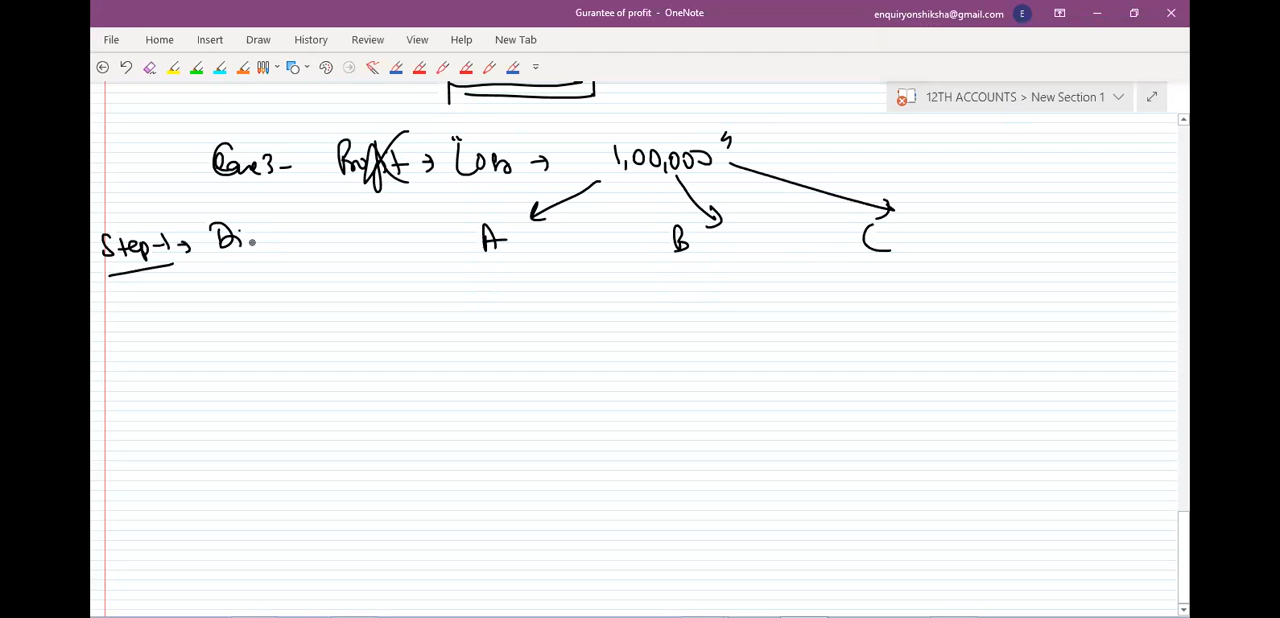 Gurantee of profit - OneNote
enquiryonshiksha@gmail.com E
File Home Insert Draw History Review View Help New Tab
12TH ACCOUNTS > New Section 1
Case 3- Profit → "Loss → 1,00,000"
Step-1 → Di A B C